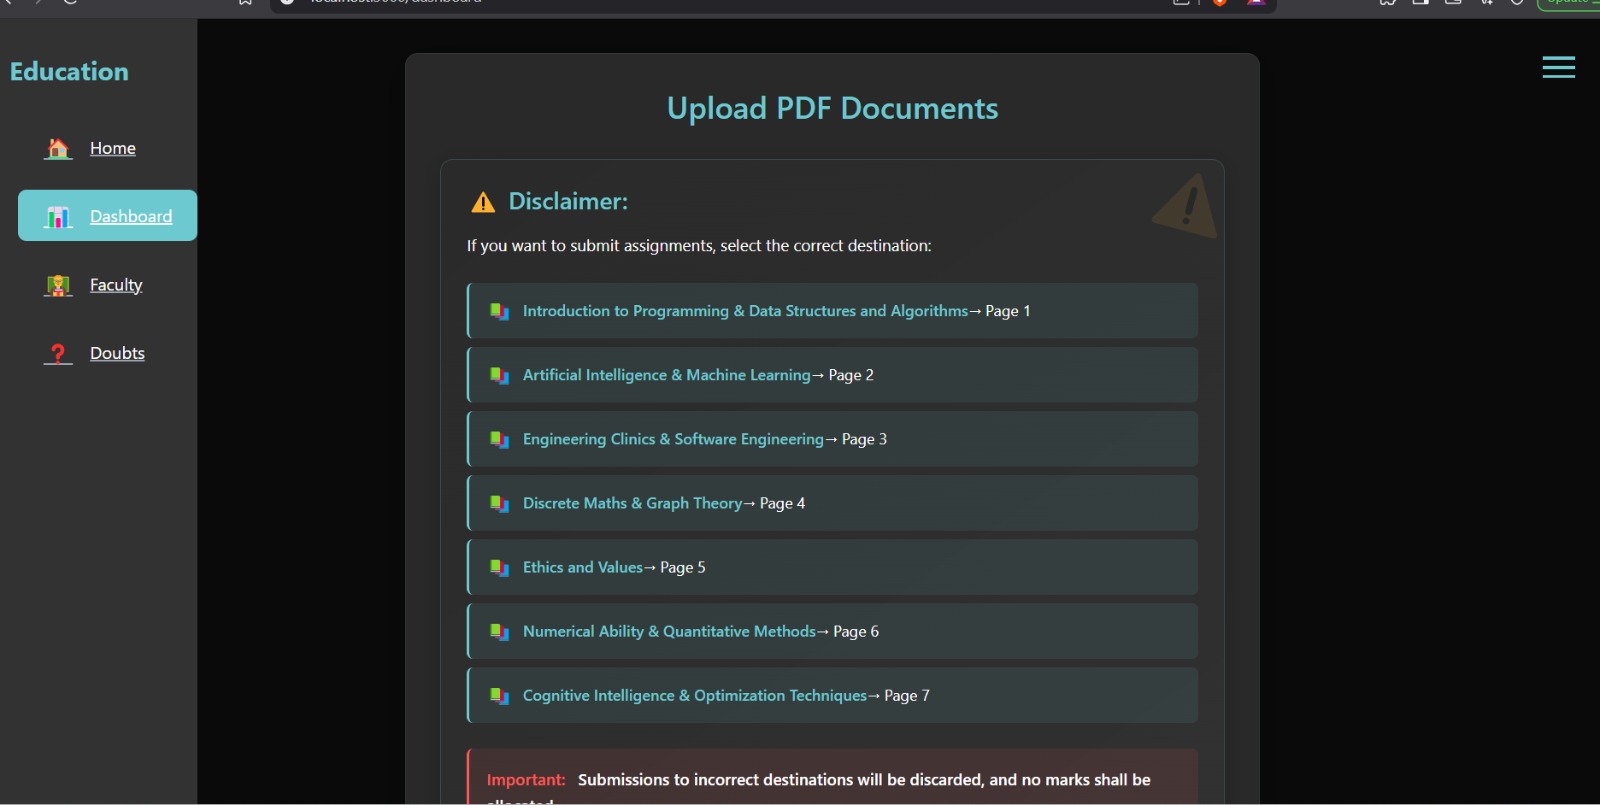 Education
Home
Dashboard
Faculty
Doubts
Upload PDF Documents
Disclaimer:
If you want to submit assignments, select the correct destination:
Introduction to Programming & Data Structures and Algorithms→ Page 1
Artificial Intelligence & Machine Learning→ Page 2
Engineering Clinics & Software Engineering→ Page 3
Discrete Maths & Graph Theory→ Page 4
Ethics and Values→ Page 5
Numerical Ability & Quantitative Methods→ Page 6
Cognitive Intelligence & Optimization Techniques→ Page 7
Important: Submissions to incorrect destinations will be discarded, and no marks shall be